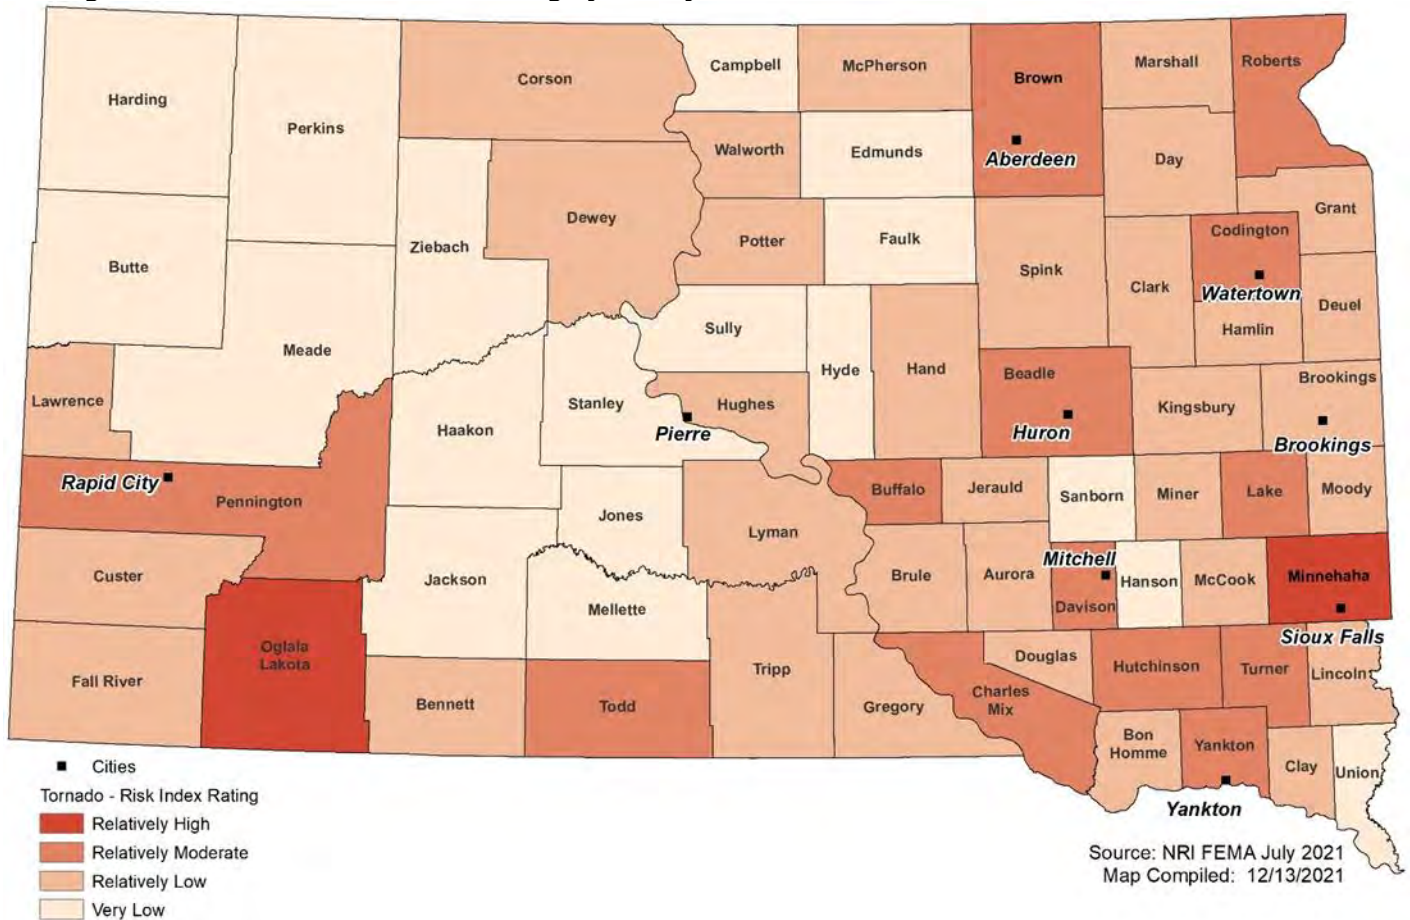 Harding
Perkins
Corson
Campbell
McPherson
Brown
Marshall
Roberts
Aberdeen
Walworth
Edmunds
Day
Grant
Butte
Ziebach
Dewey
Potter
Faulk
Spink
Clark
Codington
Watertown
Hamlin
Deuel
Meade
Sully
Hyde
Hand
Beadle
Huron
Kingsbury
Brookings
Brookings
Lawrence
Haakon
Stanley
Hughes
Pierre
Rapid City
Pennington
Jones
Lyman
Buffalo
Jerauld
Sanborn
Miner
Lake
Moody
Custer
Jackson
Mellette
Brule
Aurora
Mitchell
Davison
Hanson
McCook
Minnehaha
Sioux Falls
Fall River
Oglala
Lakota
Bennett
Todd
Tripp
Gregory
Charles
Mix
Douglas
Hutchinson
Turner
Lincoln
Bon
Homme
Yankton
Clay
Union
Yankton
Cities
Tornado - Risk Index Rating
Relatively High
Relatively Moderate
Relatively Low
Very Low
Source: NRI FEMA July 2021
Map Compiled: 12/13/2021